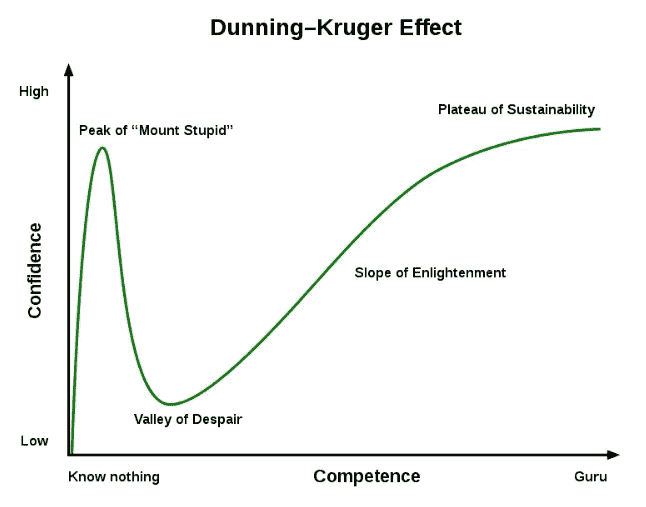 Dunning–Kruger Effect
High
Plateau of Sustainability
Peak of “Mount Stupid”
Confidence
Slope of Enlightenment
Valley of Despair
Low
Know nothing
Competence
Guru